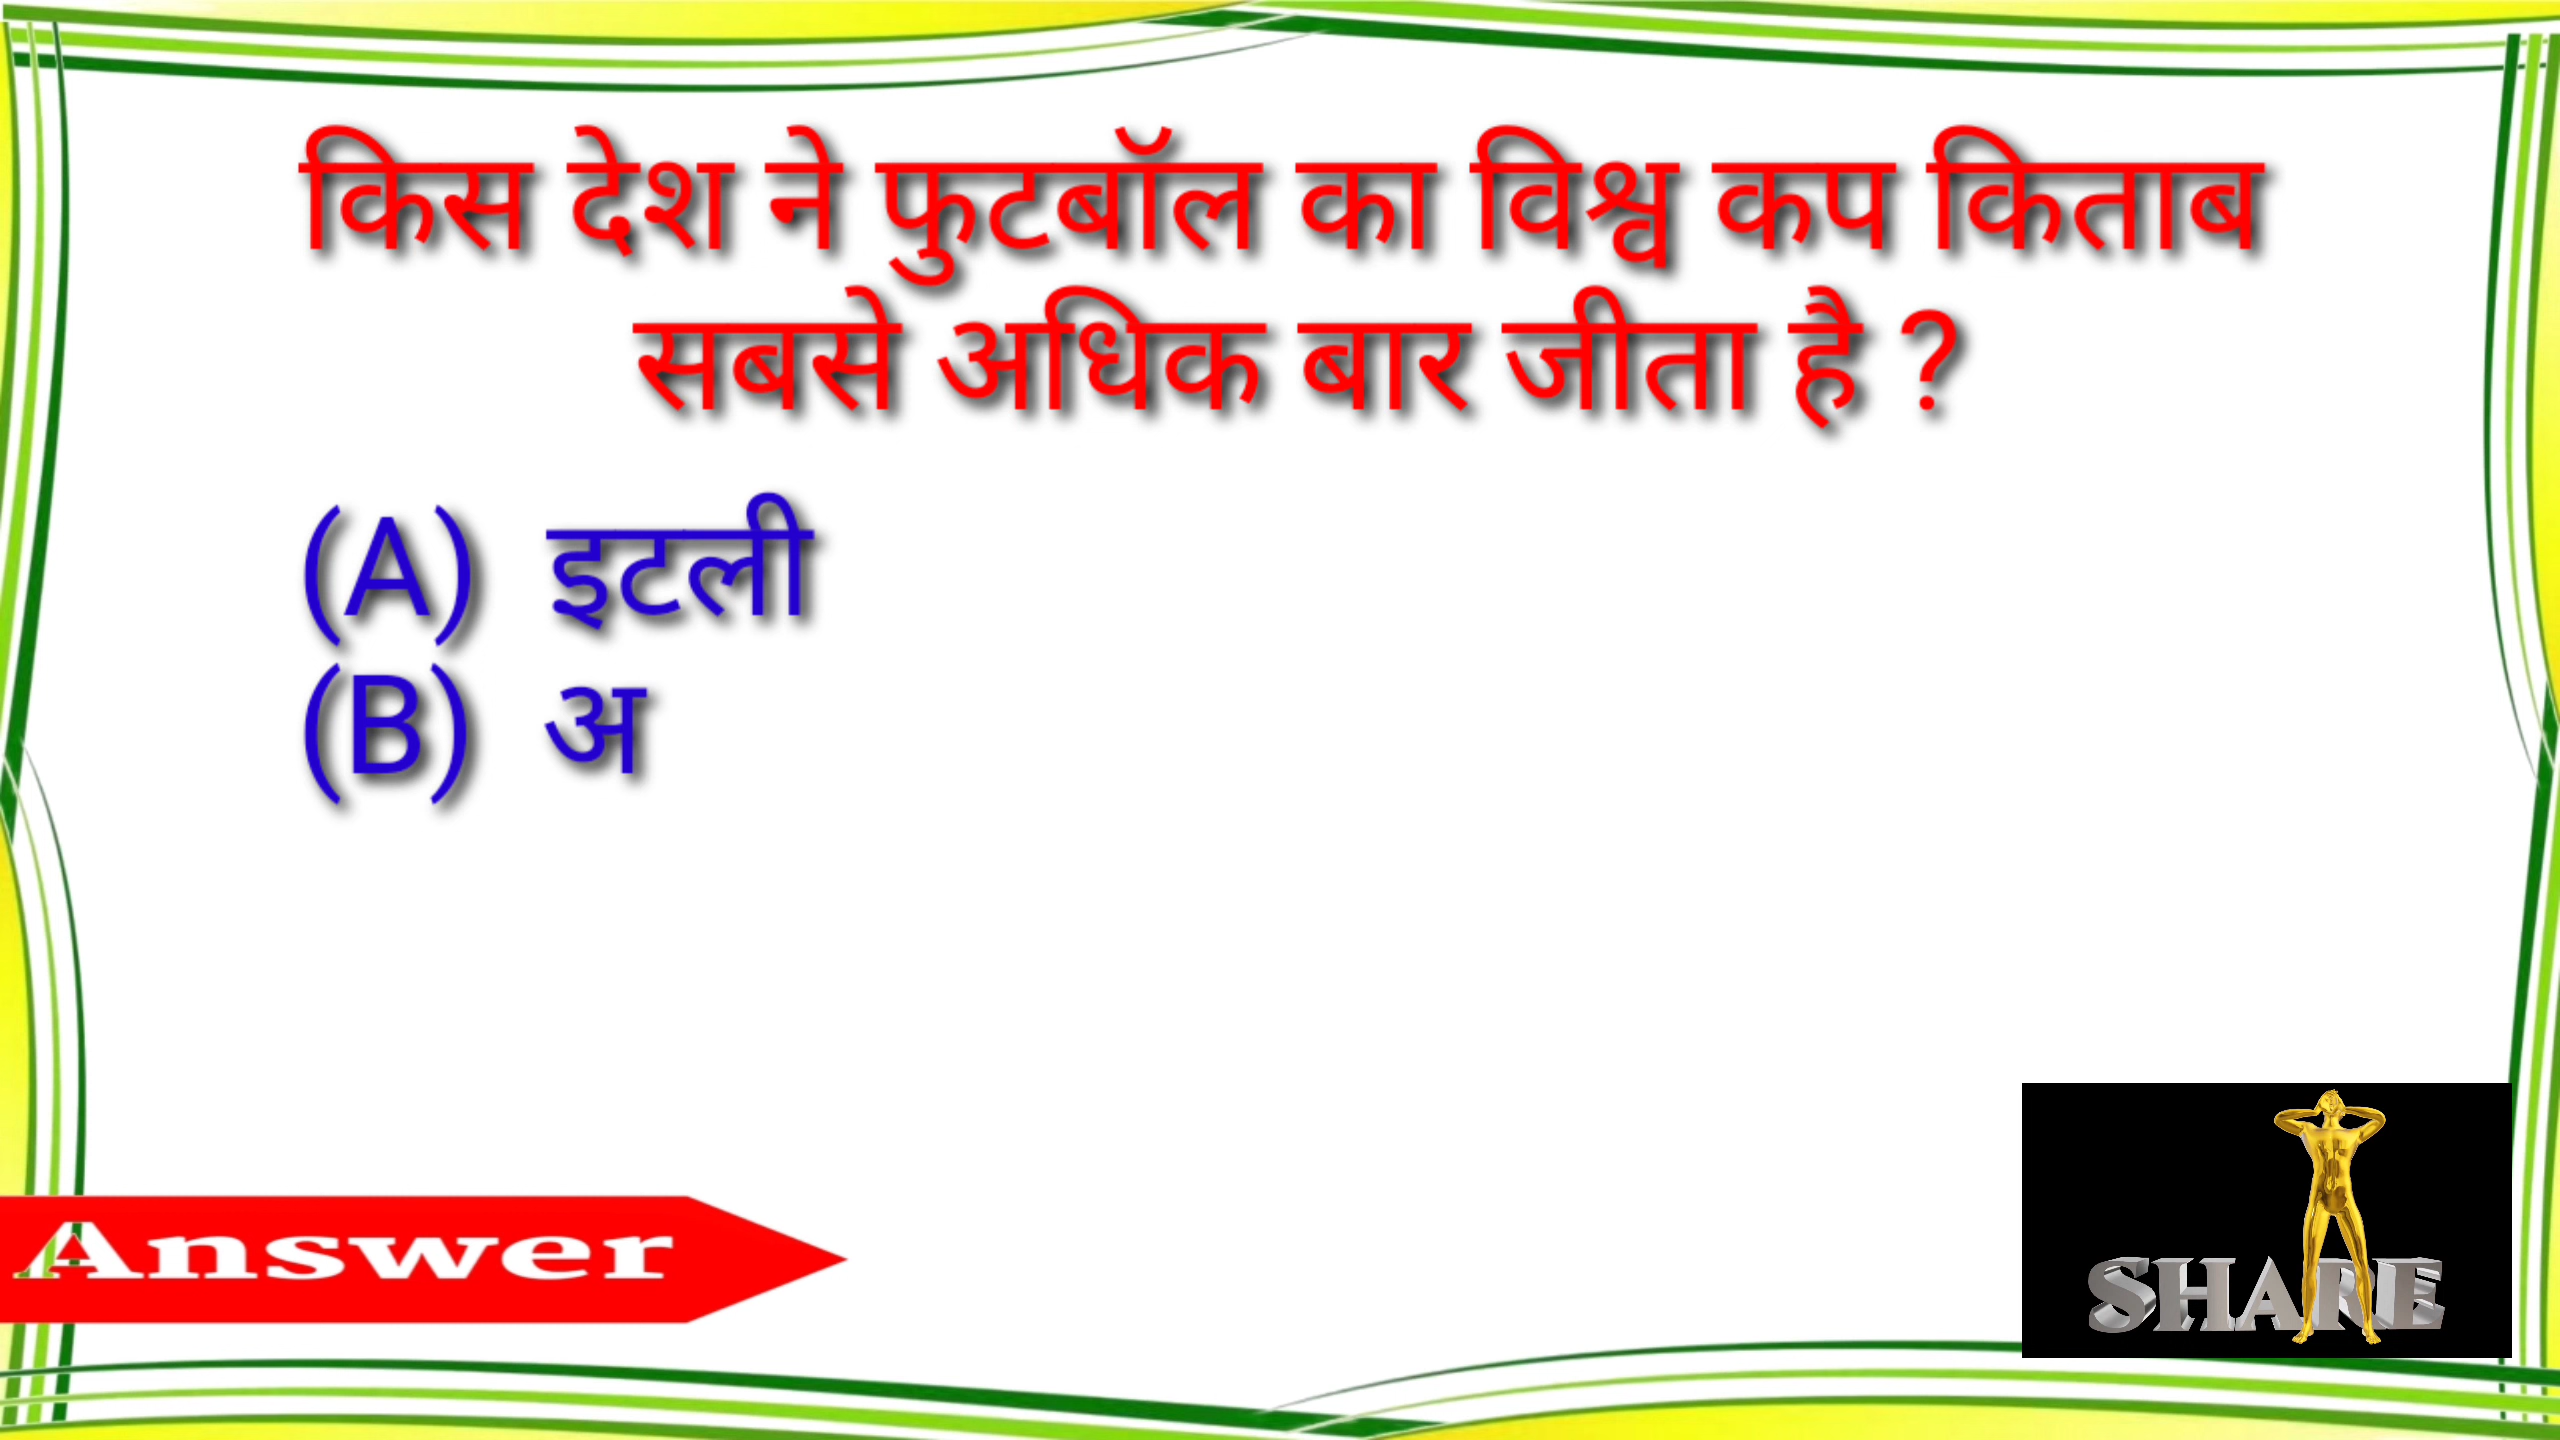 किस देश ने फुटबॉल का विश्व कप किताब
सबसे अधिक बार जीता है ?
(A) इटली
(B) अ
Answer
SHARE